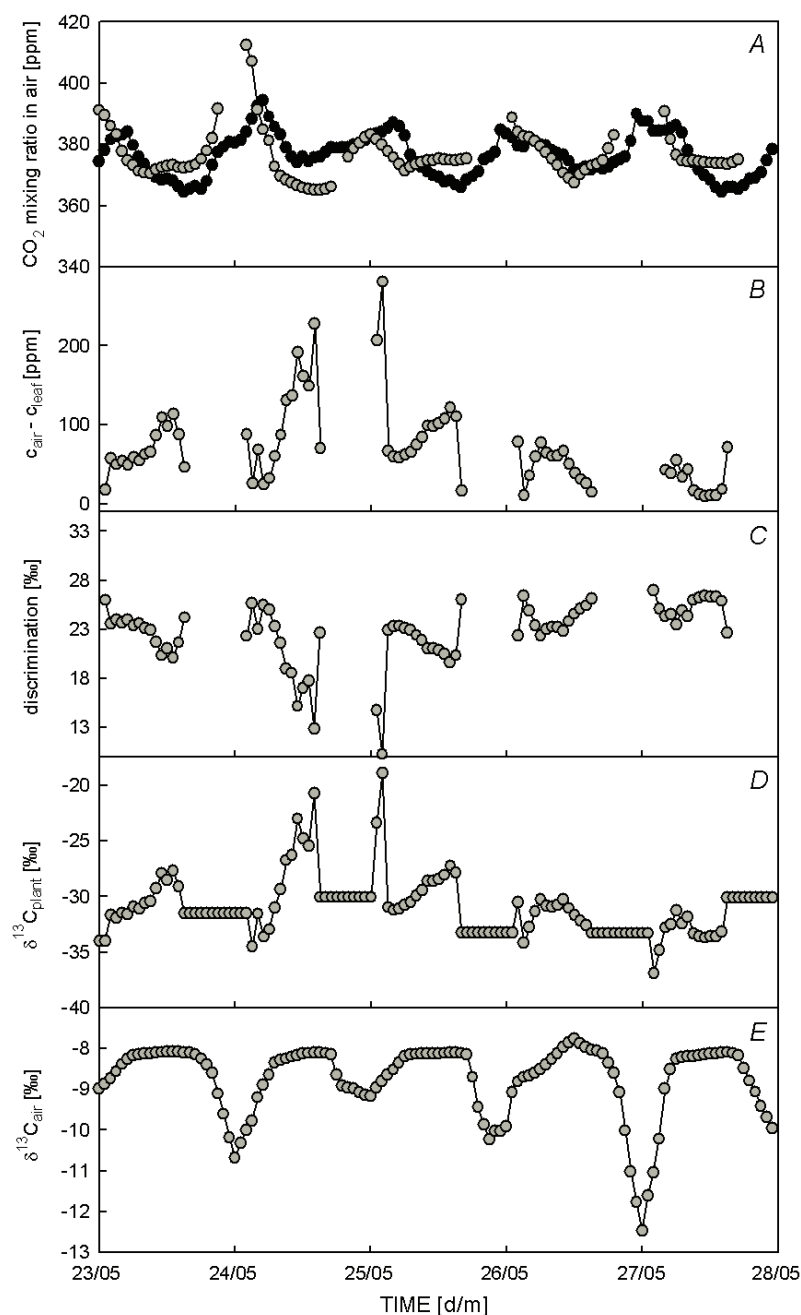 420
400
380
360
340
CO2 mixing ratio in air [ppm]
A
200
100
0
cair - cleaf [ppm]
B
33
28
23
18
13
discrimination [‰]
C
-20
-25
-30
-35
-40
δ13Cplant [‰]
D
-8
-9
-10
-11
-12
-13
δ13Cair [‰]
E
23/05 24/05 25/05 26/05 27/05 28/05
TIME [d/m]